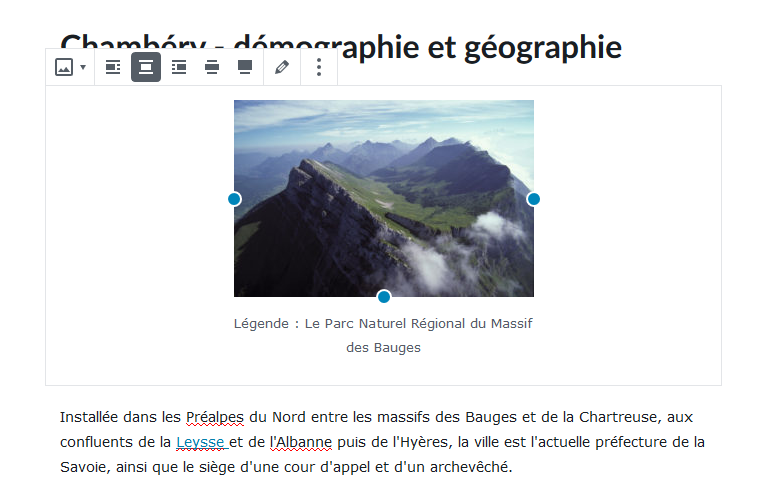 Chambéry - démographie et géographie
Légende : Le Parc Naturel Régional du Massif
des Bauges
Installée dans les Préalpes du Nord entre les massifs des Bauges et de la Chartreuse, aux
confluents de la Leysse et de l'Albanne puis de l'Hyères, la ville est l'actuelle préfecture de la
Savoie, ainsi que le siège d'une cour d'appel et d'un archevêché.